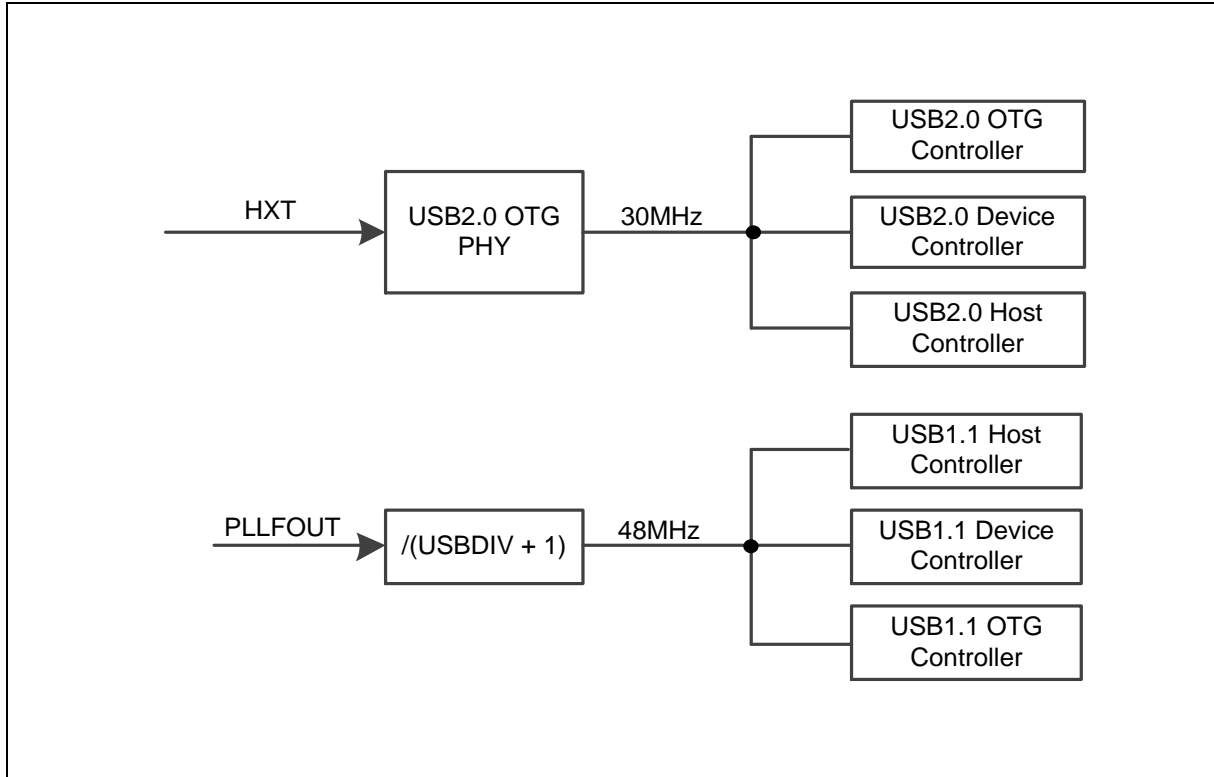 USB2.0 OTG
Controller
HXT
USB2.0 OTG
PHY
30MHz
USB2.0 Device
Controller
USB2.0 Host
Controller
USB1.1 Host
Controller
PLLFOUT
/(USBDIV + 1)
48MHz
USB1.1 Device
Controller
USB1.1 OTG
Controller